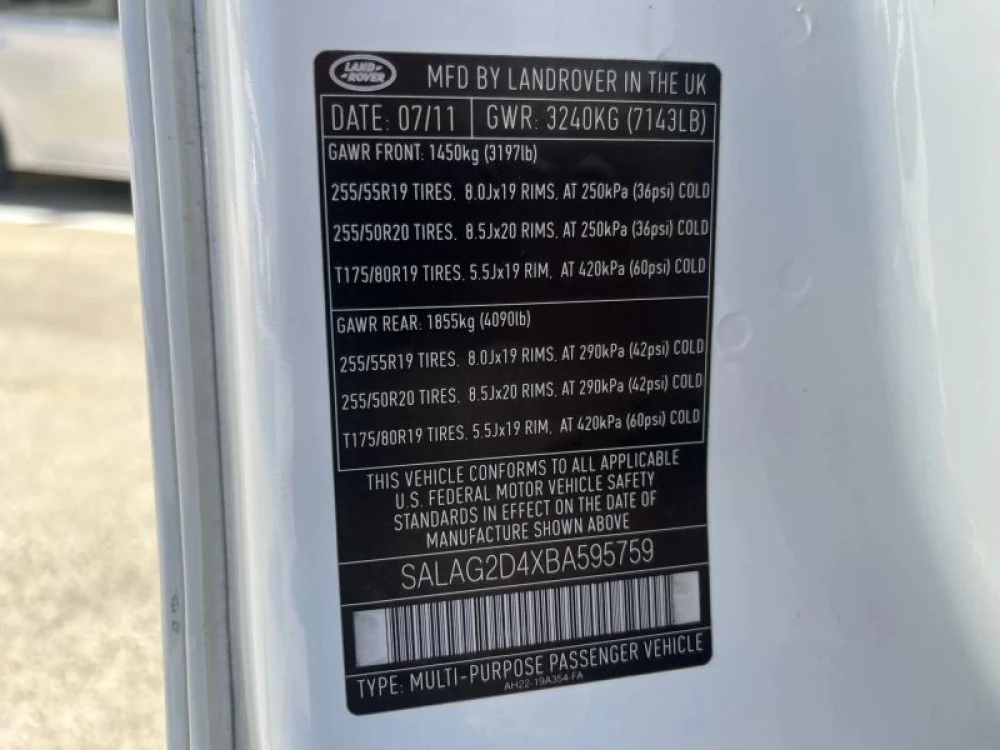 LAND-
-ROVER
MFD BY LANDROVER IN THE UK
DATE: 07/11 GWR: 3240KG (7143LB)
GAWR FRONT: 1450kg (3197lb)
255/55R19 TIRES. 8.0Jx19 RIMS. AT 250kPa (36psi) COLD
255/50R20 TIRES. 8.5Jx20 RIMS. AT 250kPa (36psi) COLD
T175/80R19 TIRES. 5.5Jx19 RIM, AT 420kPa (60psi) COLD
GAWR REAR: 1855kg (4090lb)
255/55R19 TIRES. 8.0Jx19 RIMS. AT 290kPa (42psi) COLD
255/50R20 TIRES. 8.5Jx20 RIMS. AT 290kPa (42psi) COLD
T175/80R19 TIRES. 5.5Jx19 RIM, AT 420kPa (60psi) COLD
THIS VEHICLE CONFORMS TO ALL APPLICABLE
U.S. FEDERAL MOTOR VEHICLE SAFETY
STANDARDS IN EFFECT ON THE DATE OF
MANUFACTURE SHOWN ABOVE
SALAG2D4XBA595759
TYPE: MULTI-PURPOSE PASSENGER VEHICLE
AH22-19A354-FA